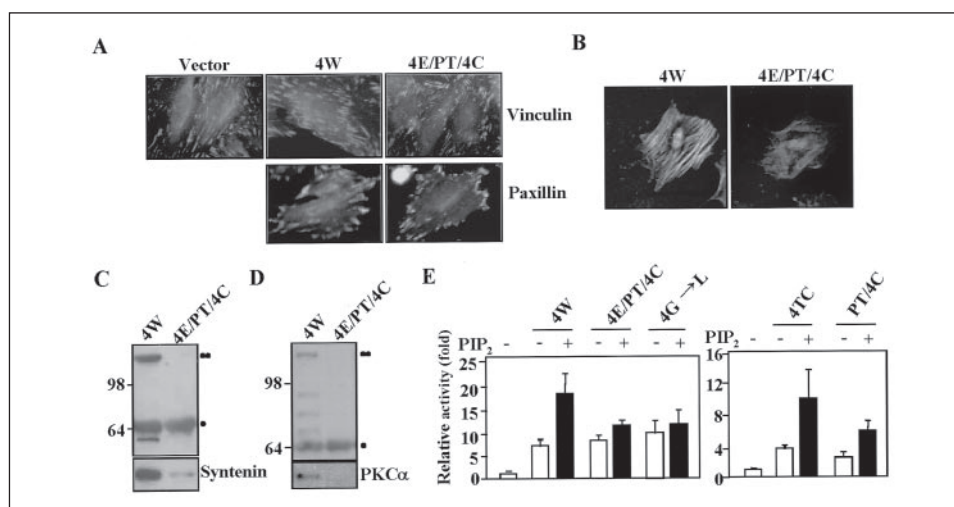 A
B
Vector 4W 4E/PT/4C
Vinculin
Paxillin
4W 4E/PT/4C
C
4W 4E/PT/4C
98
64
Syntenin
D
4W 4E/PT/4C
98
64
PKCα
E
4W 4E/PT/4C 4G→L
PIP2 - - + - + - +
Relative activity (fold)
25
20
15
10
5
0
4TC PT/4C
PIP2 - - + - +
16
12
8
4
0